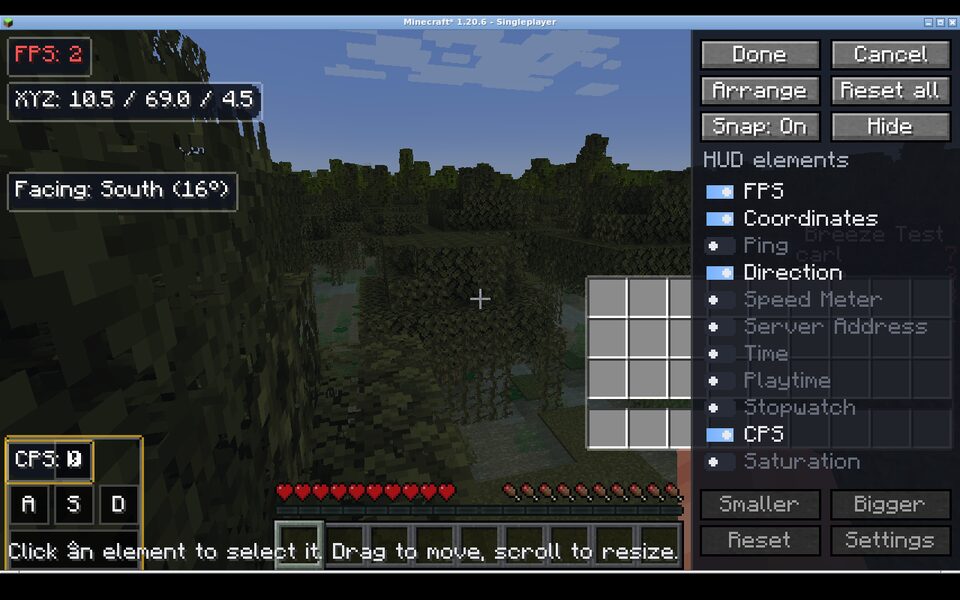 Minecraft* 1.20.6 - Singleplayer
FPS: 2
XYZ: 10.5 / 69.0 / 4.5
Facing: South (16°)
Done
Cancel
Arrange
Reset all
Snap: On
Hide
HUD elements
FPS
Coordinates
Ping
Breeze Test
carl
Direction
Speed Meter
Server Address
Time
Playtime
Stopwatch
CPS
Saturation
Smaller
Bigger
Reset
Settings
CPS: 0
A S D
Click an element to select it. Drag to move, scroll to resize.